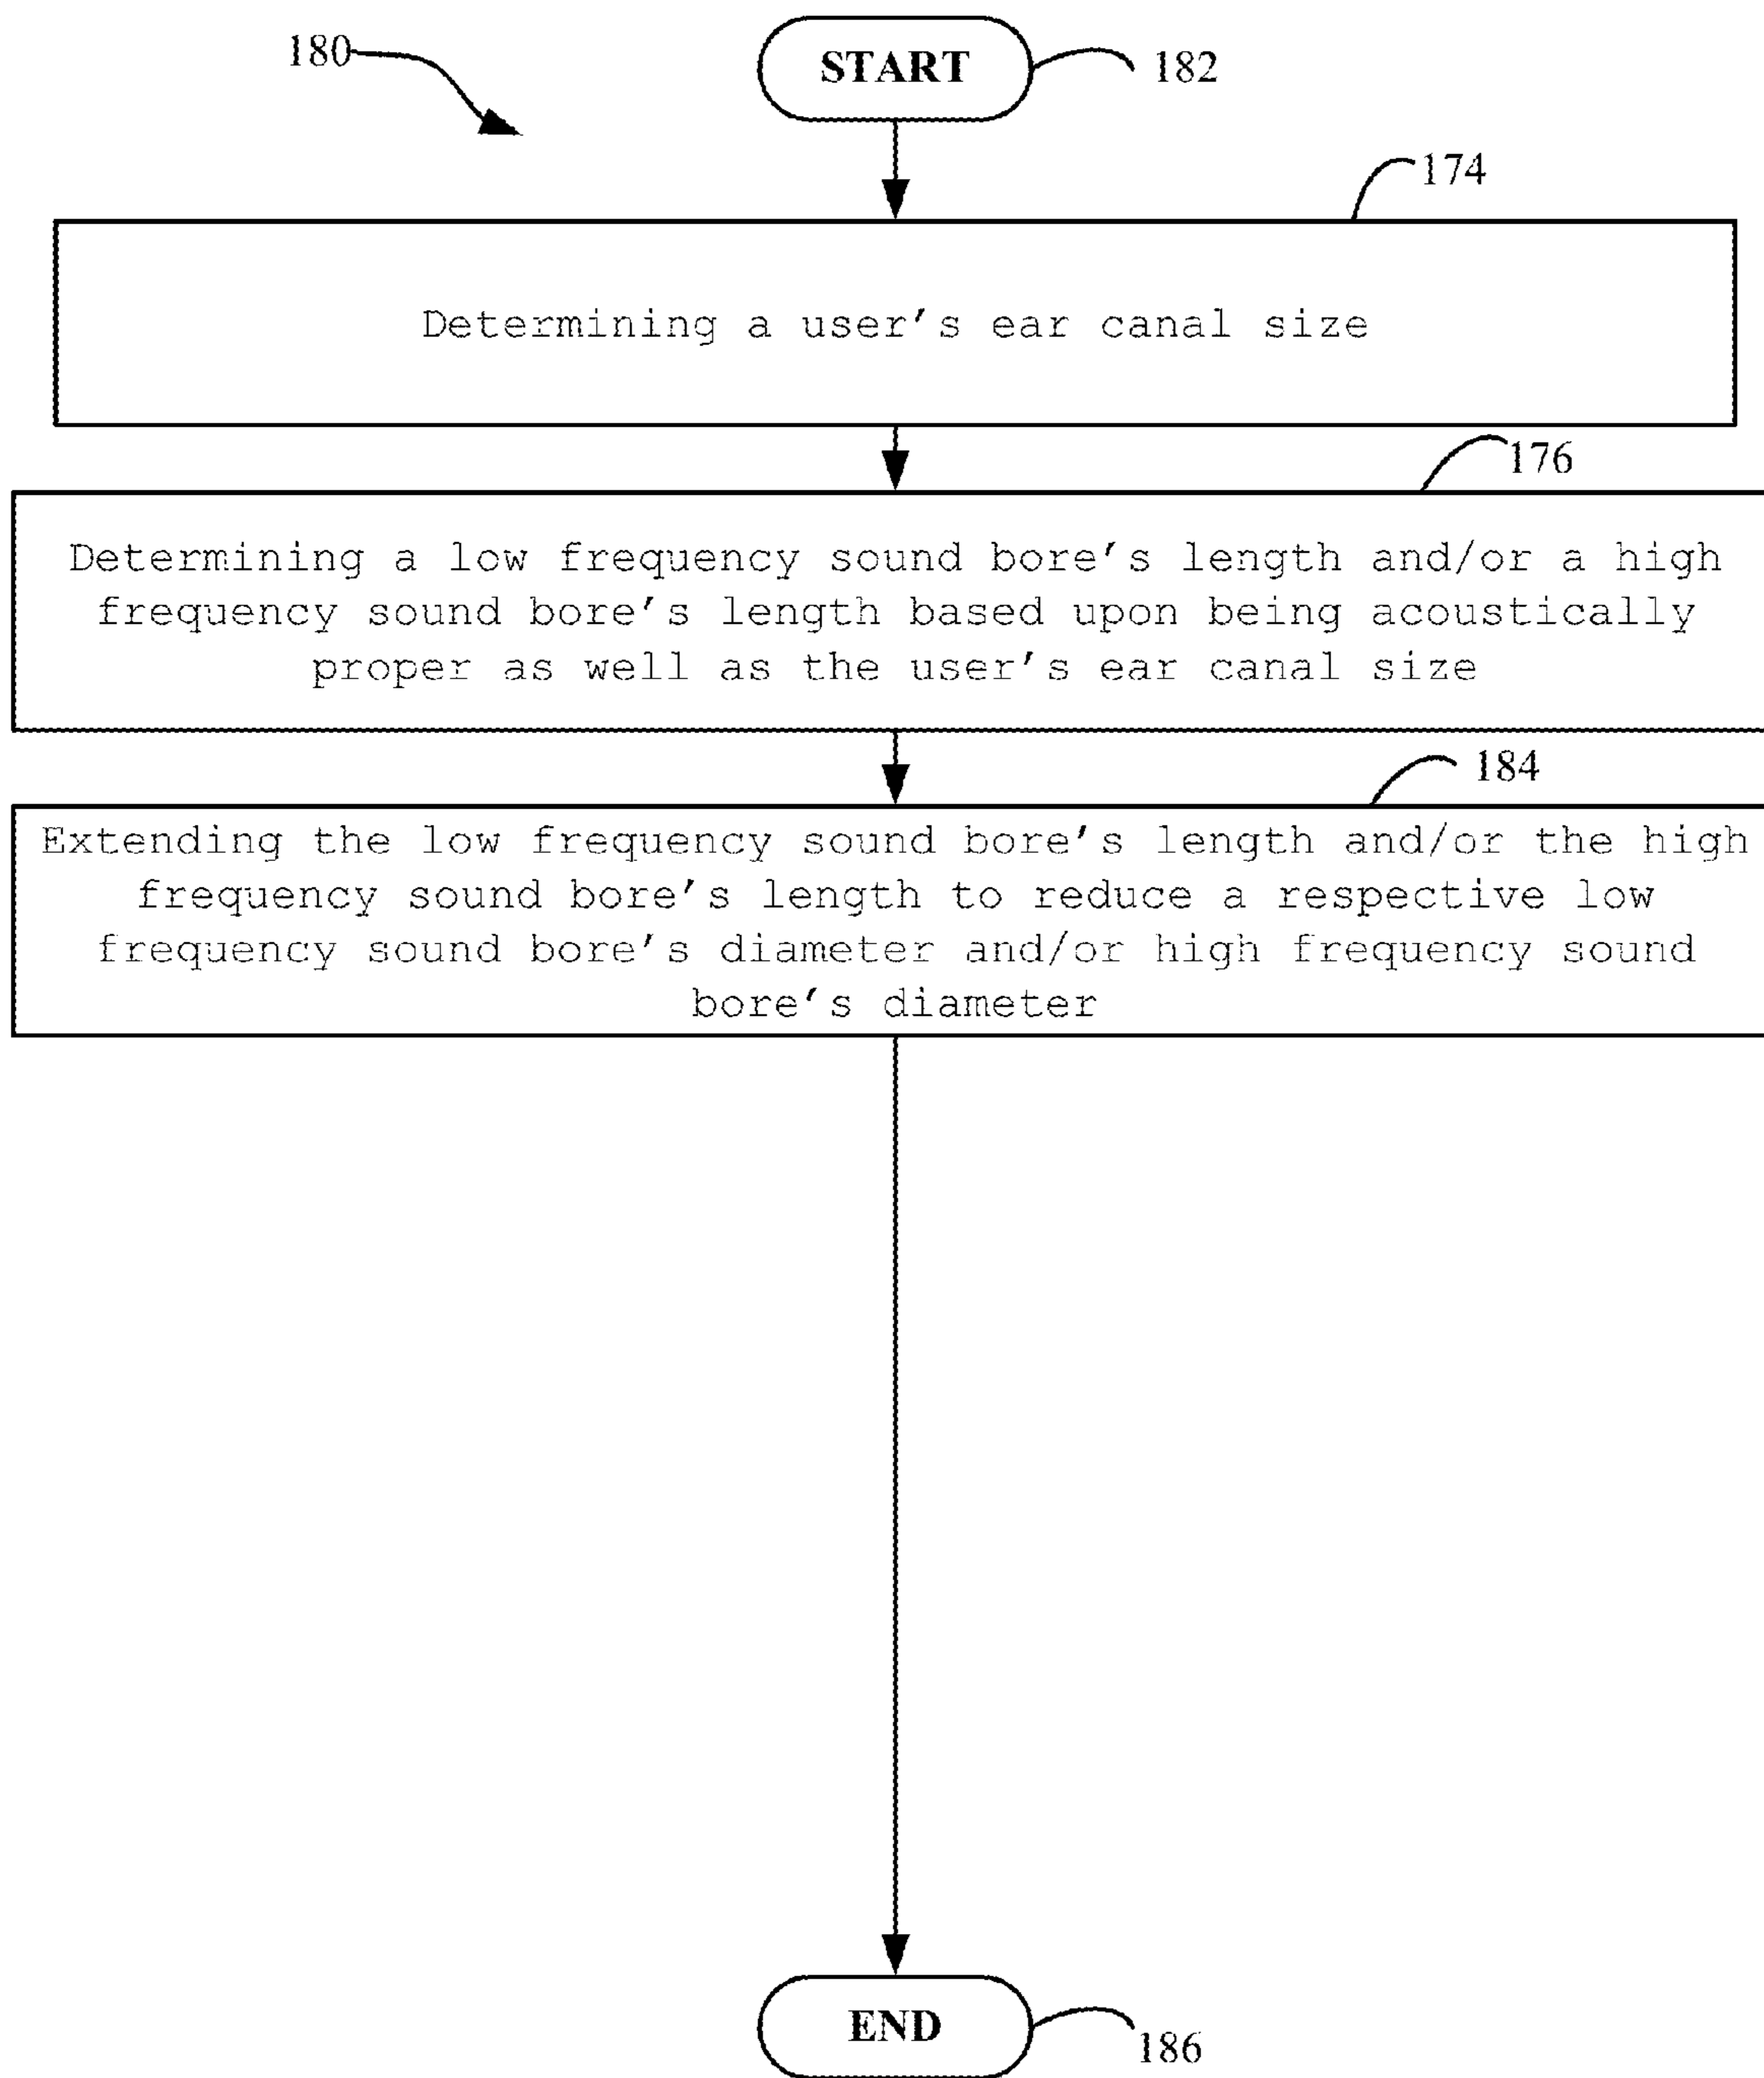 180
START
182
174
Determining a user's ear canal size
176
Determining a low frequency sound bore's length and/or a high
frequency sound bore's length based upon being acoustically
proper as well as the user's ear canal size
184
Extending the low frequency sound bore's length and/or the high
frequency sound bore's length to reduce a respective low
frequency sound bore's diameter and/or high frequency sound
bore's diameter
END
186